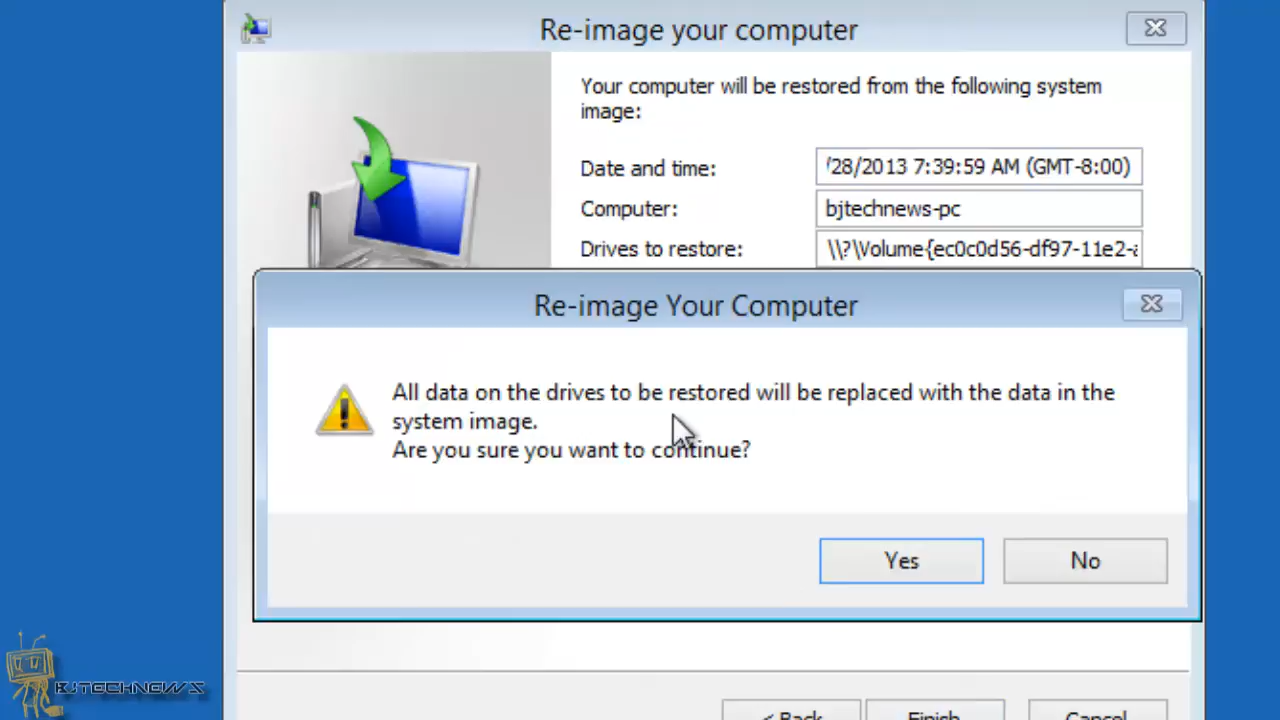 Re-image your computer
Your computer will be restored from the following system
image:
Date and time: /28/2013 7:39:59 AM (GMT-8:00)
Computer: bjtechnews-pc
Drives to restore: \\?\Volume{ec0c0d56-df97-11e2-a
Re-image Your Computer
All data on the drives to be restored will be replaced with the data in the
system image.
Are you sure you want to continue?
Yes No
< Back Finish Cancel
BJTECHNEWS